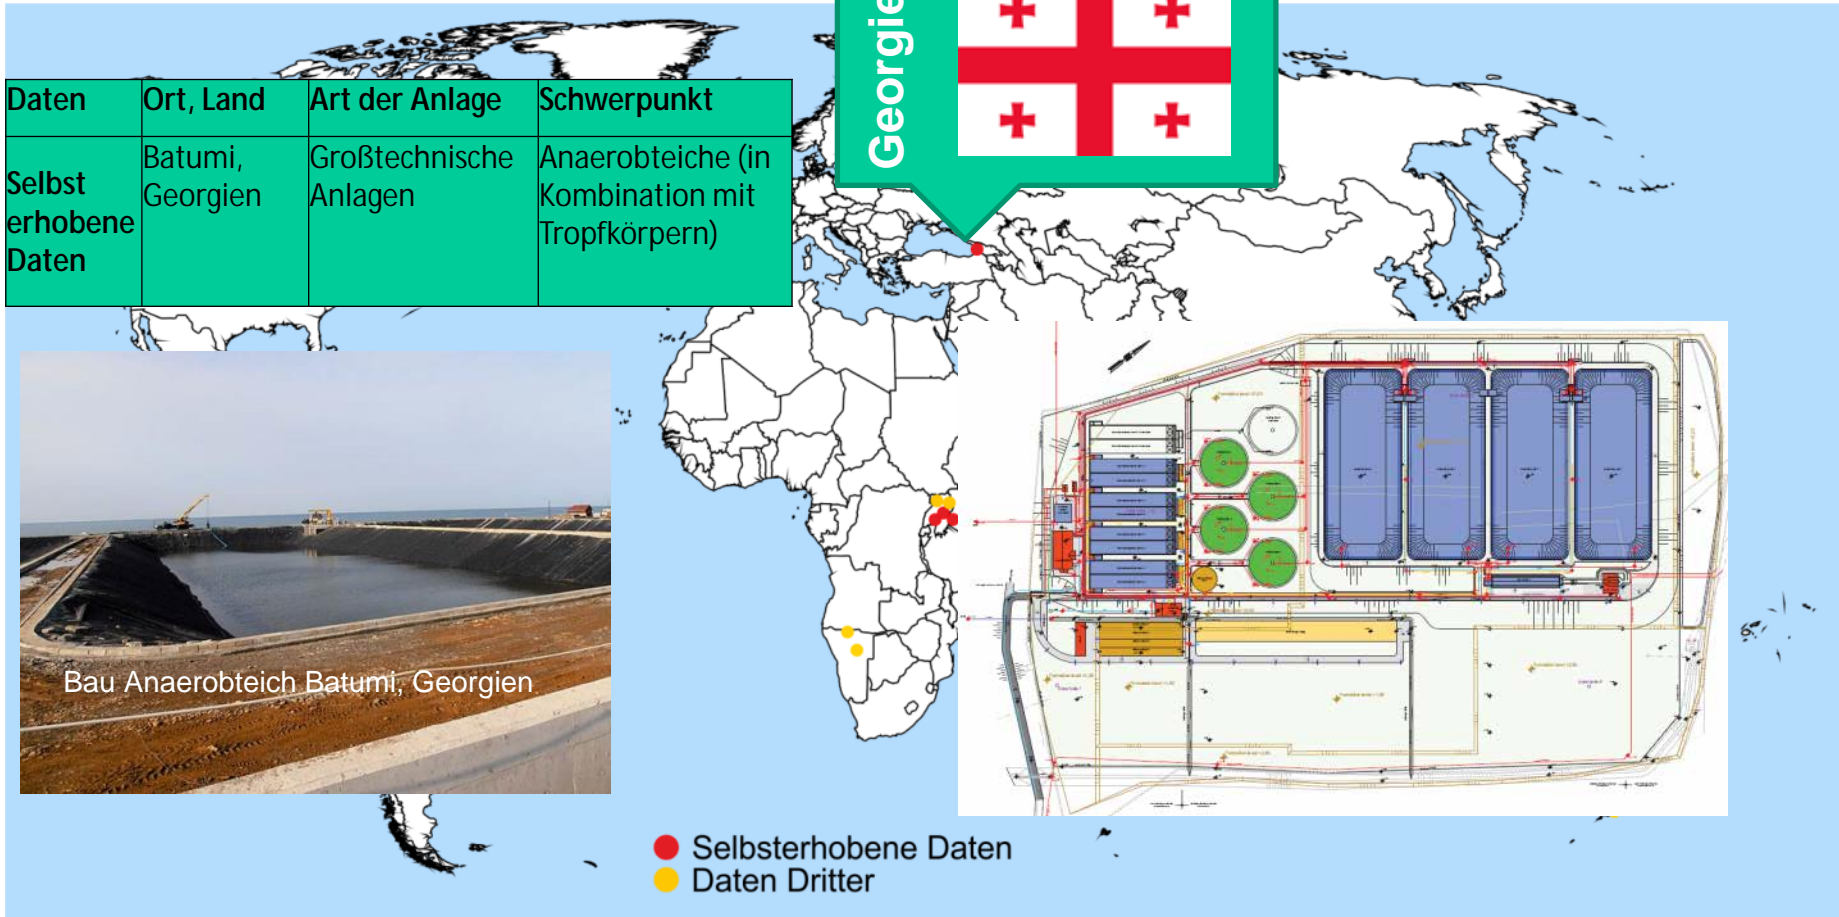 Georgie
Daten
Ort, Land
Art der Anlage
Schwerpunkt
Selbst
erhobene
Daten
Batumi,
Georgien
Großtechnische
Anlagen
Anaerobteiche (in
Kombination mit
Tropfkörpern)
Bau Anaerobteich Batumi, Georgien
Selbsterhobene Daten
Daten Dritter